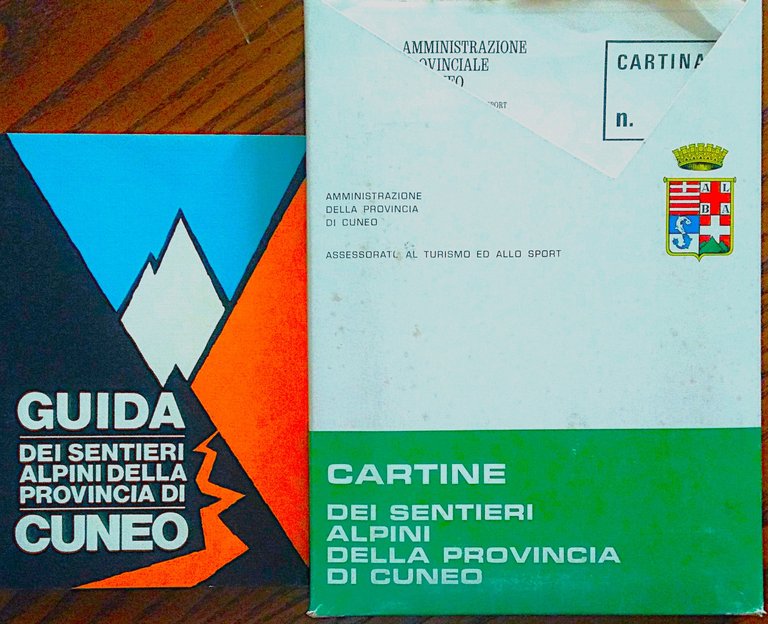 GUIDA
DEI SENTIERI
ALPINI DELLA
PROVINCIA DI
CUNEO
AMMINISTRAZIONE
CARTINA
n.
AMMINISTRAZIONE
DELLA PROVINCIA
DI CUNEO
ASSESSORATO AL TURISMO ED ALLO SPORT
A L
B A
CARTINE
DEI SENTIERI
ALPINI
DELLA PROVINCIA
DI CUNEO